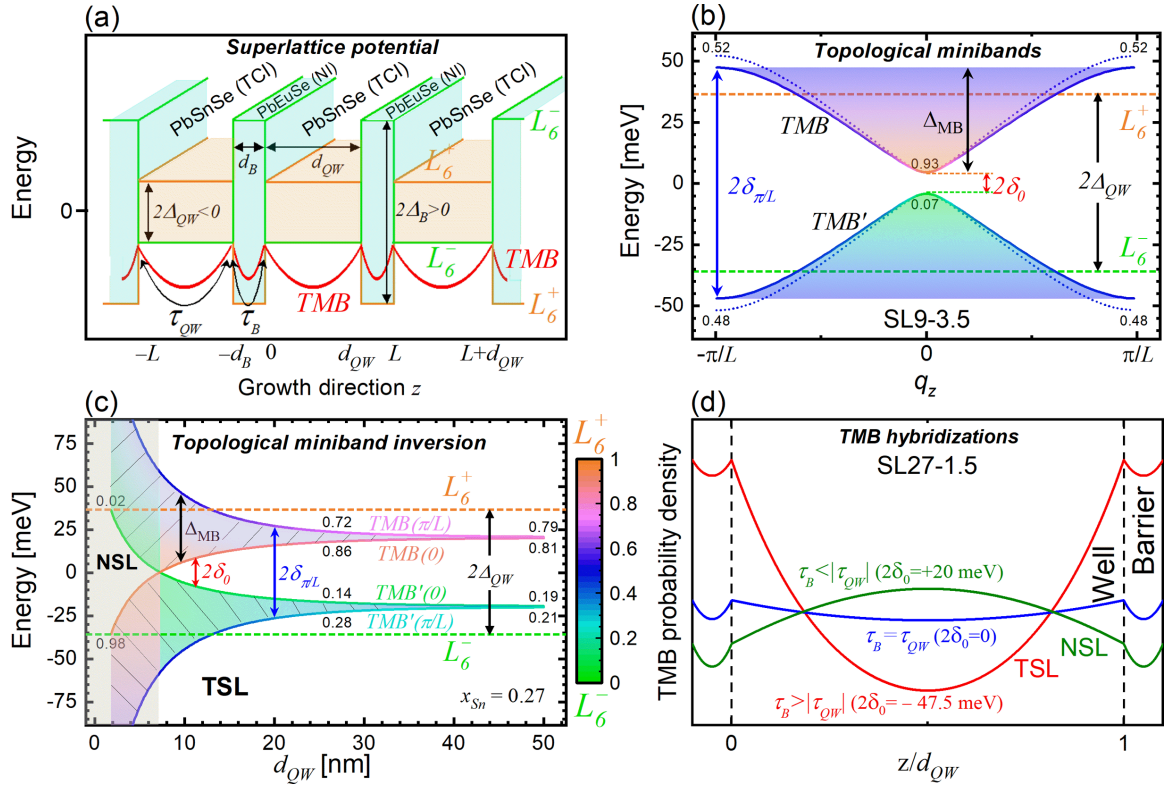 (a)
Superlattice potential
PbSnSe (TCI)
PbEuSe (NI)
PbSnSe (TCI)
PbEuSe (NI)
PbSnSe (TCI)
L₆⁻
L₆⁺
d_B
d_QW
Energy
0
2Δ_QW<0
2Δ_B>0
L₆⁻
TMB
TMB
L₆⁺
τ_QW
τ_B
–L
–d_B
0
d_QW
L
L+d_QW
Growth direction z
(b)
Topological minibands
0.52
0.52
50
25
0
-25
-50
Energy [meV]
TMB
Δ_MB
L₆⁺
0.93
2δ_π/L
2δ_0
2Δ_QW
0.07
TMB'
L₆⁻
0.48
0.48
SL9-3.5
-π/L
0
π/L
q_z
(c)
Topological miniband inversion
75
50
25
0
-25
-50
-75
Energy [meV]
L₆⁺
0.02
Δ_MB
0.72
TMB(π/L)
0.79
0.86
TMB(0)
0.81
NSL
2δ_0
2δ_π/L
2Δ_QW
0.14
TMB'(0)
0.19
0.28
TMB'(π/L)
0.21
0.98
L₆⁻
TSL
x_Sn = 0.27
0
10
20
30
40
50
d_QW [nm]
L₆⁺
1
0.8
0.6
0.4
0.2
0
L₆⁻
(d)
TMB hybridizations
SL27-1.5
TMB probability density
Well
Barrier
τ_B<|τ_QW| (2δ_0=+20 meV)
τ_B=τ_QW (2δ_0=0)
NSL
TSL
τ_B>|τ_QW| (2δ_0= – 47.5 meV)
0
1
z/d_QW